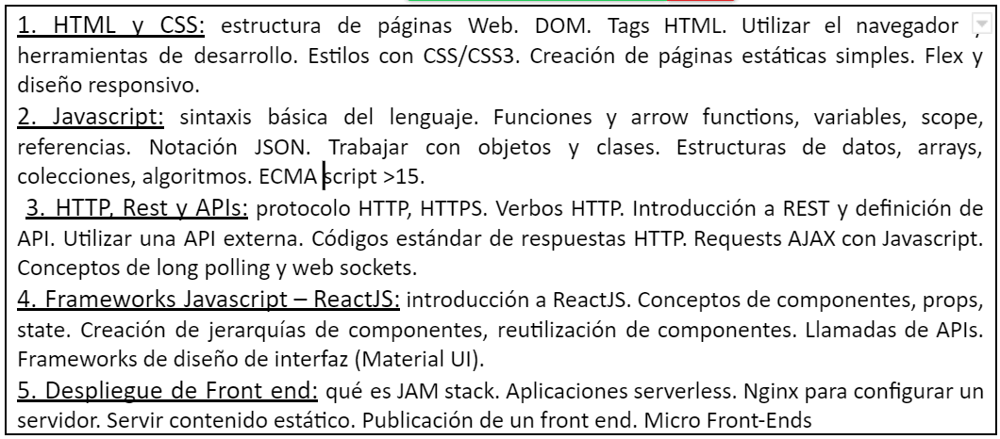 1. HTML y CSS: estructura de páginas Web. DOM. Tags HTML. Utilizar el navegador y
herramientas de desarrollo. Estilos con CSS/CSS3. Creación de páginas estáticas simples. Flex y
diseño responsivo.
2. Javascript: sintaxis básica del lenguaje. Funciones y arrow functions, variables, scope,
referencias. Notación JSON. Trabajar con objetos y clases. Estructuras de datos, arrays,
colecciones, algoritmos. ECMA script >15.
3. HTTP, Rest y APIs: protocolo HTTP, HTTPS. Verbos HTTP. Introducción a REST y definición de
API. Utilizar una API externa. Códigos estándar de respuestas HTTP. Requests AJAX con Javascript.
Conceptos de long polling y web sockets.
4. Frameworks Javascript – ReactJS: introducción a ReactJS. Conceptos de componentes, props,
state. Creación de jerarquías de componentes, reutilización de componentes. Llamadas de APIs.
Frameworks de diseño de interfaz (Material UI).
5. Despliegue de Front end: qué es JAM stack. Aplicaciones serverless. Nginx para configurar un
servidor. Servir contenido estático. Publicación de un front end. Micro Front-Ends